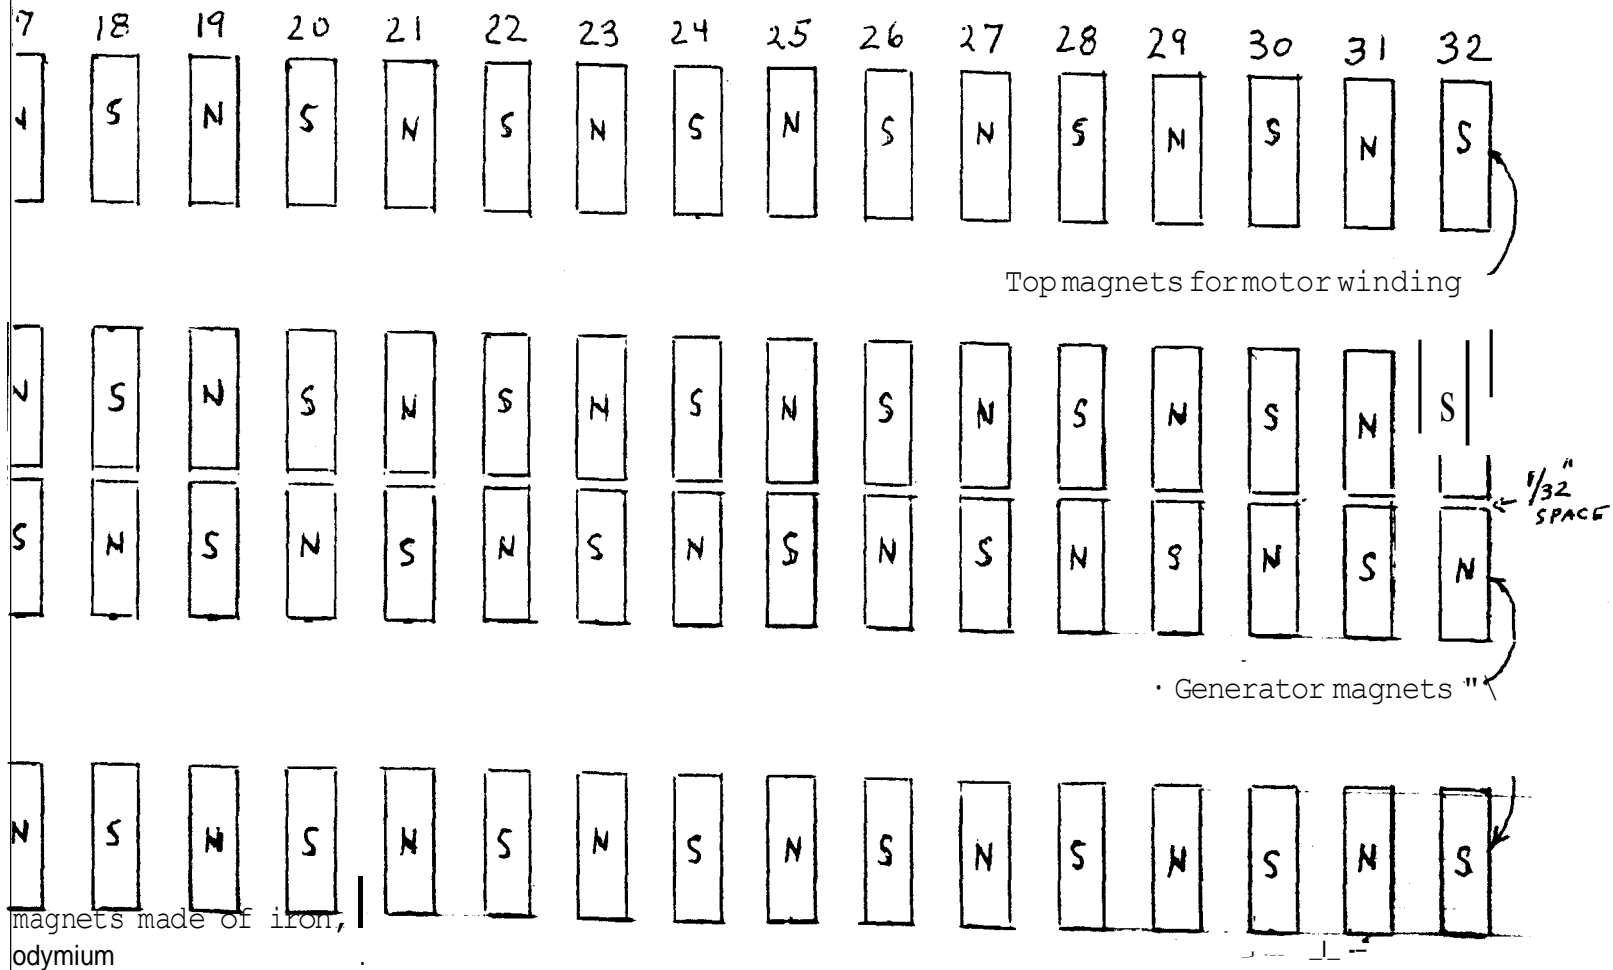 7 18 19 20 21 22 23 24 25 26 27 28 29 30 31 32
S N S N S N S N S N S N S N S
Top magnets for motor winding
N S N S N S N S N S N S N S N S
1/32" SPACE
S N S N S N S N S N S N S N S N
Generator magnets "
N S N S N S N S N S N S N S N S
magnets made of iron,
odymium